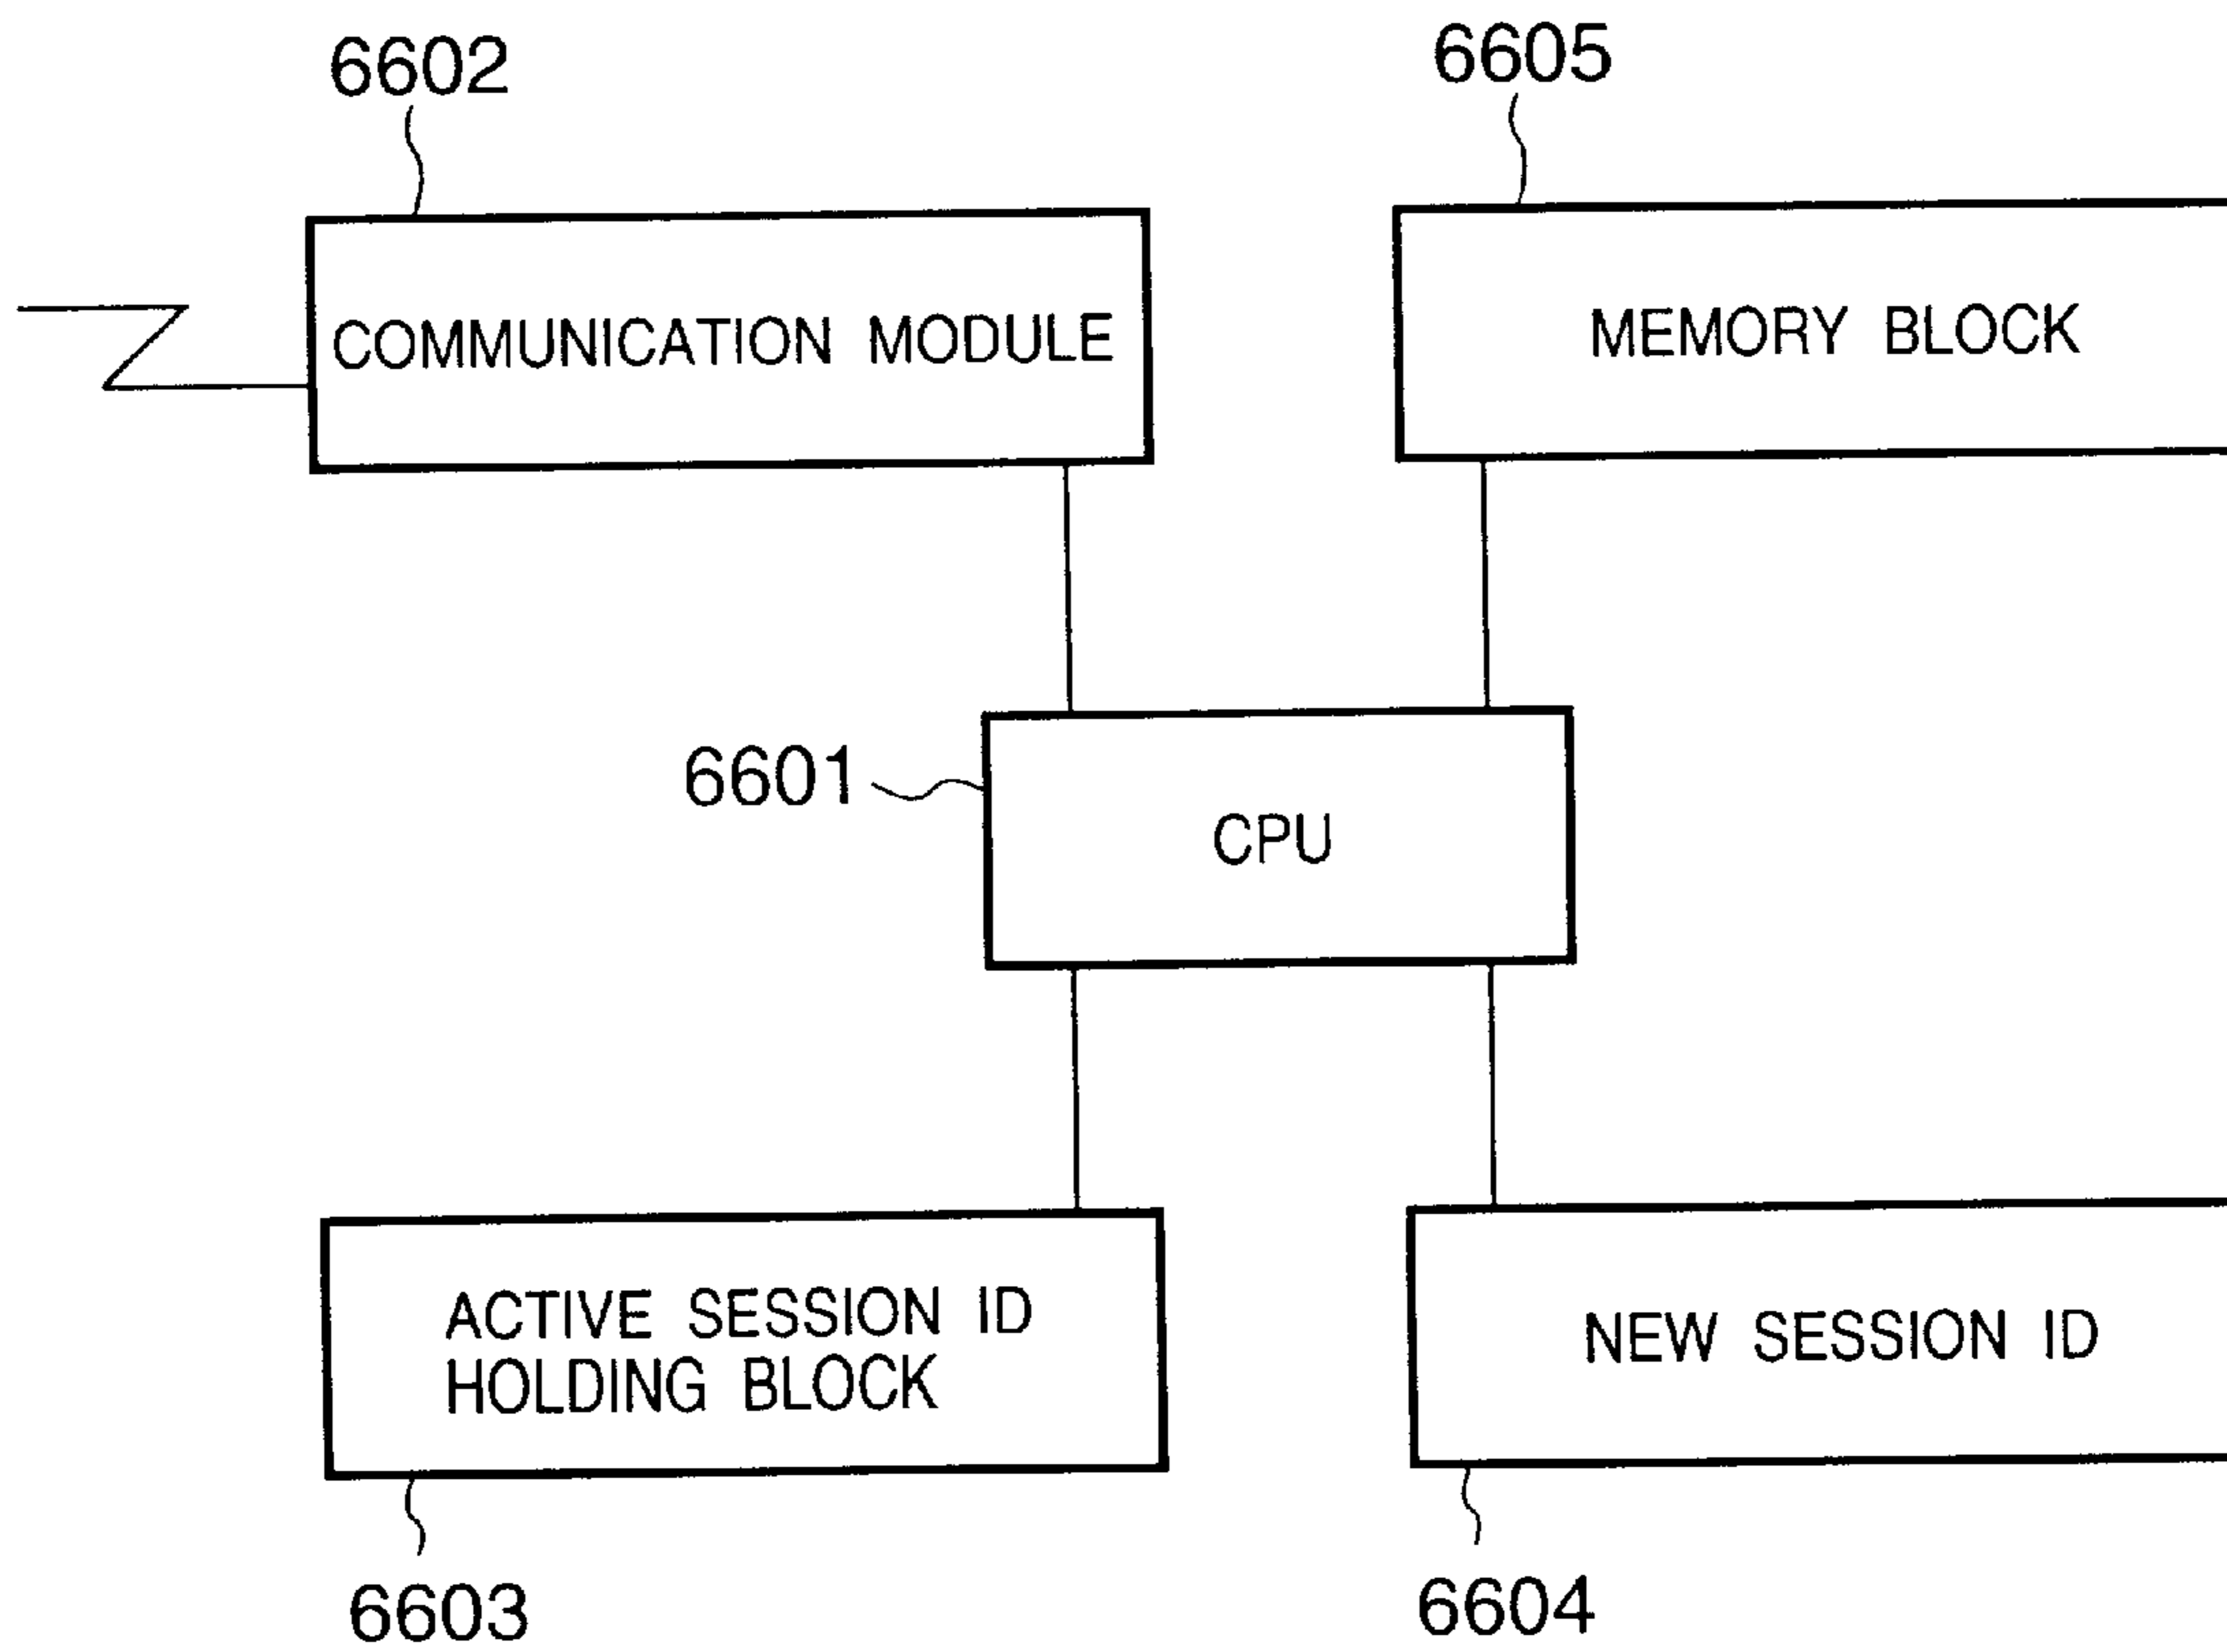 6602
6605
COMMUNICATION MODULE
MEMORY BLOCK
6601
CPU
ACTIVE SESSION ID
HOLDING BLOCK
NEW SESSION ID
6603
6604